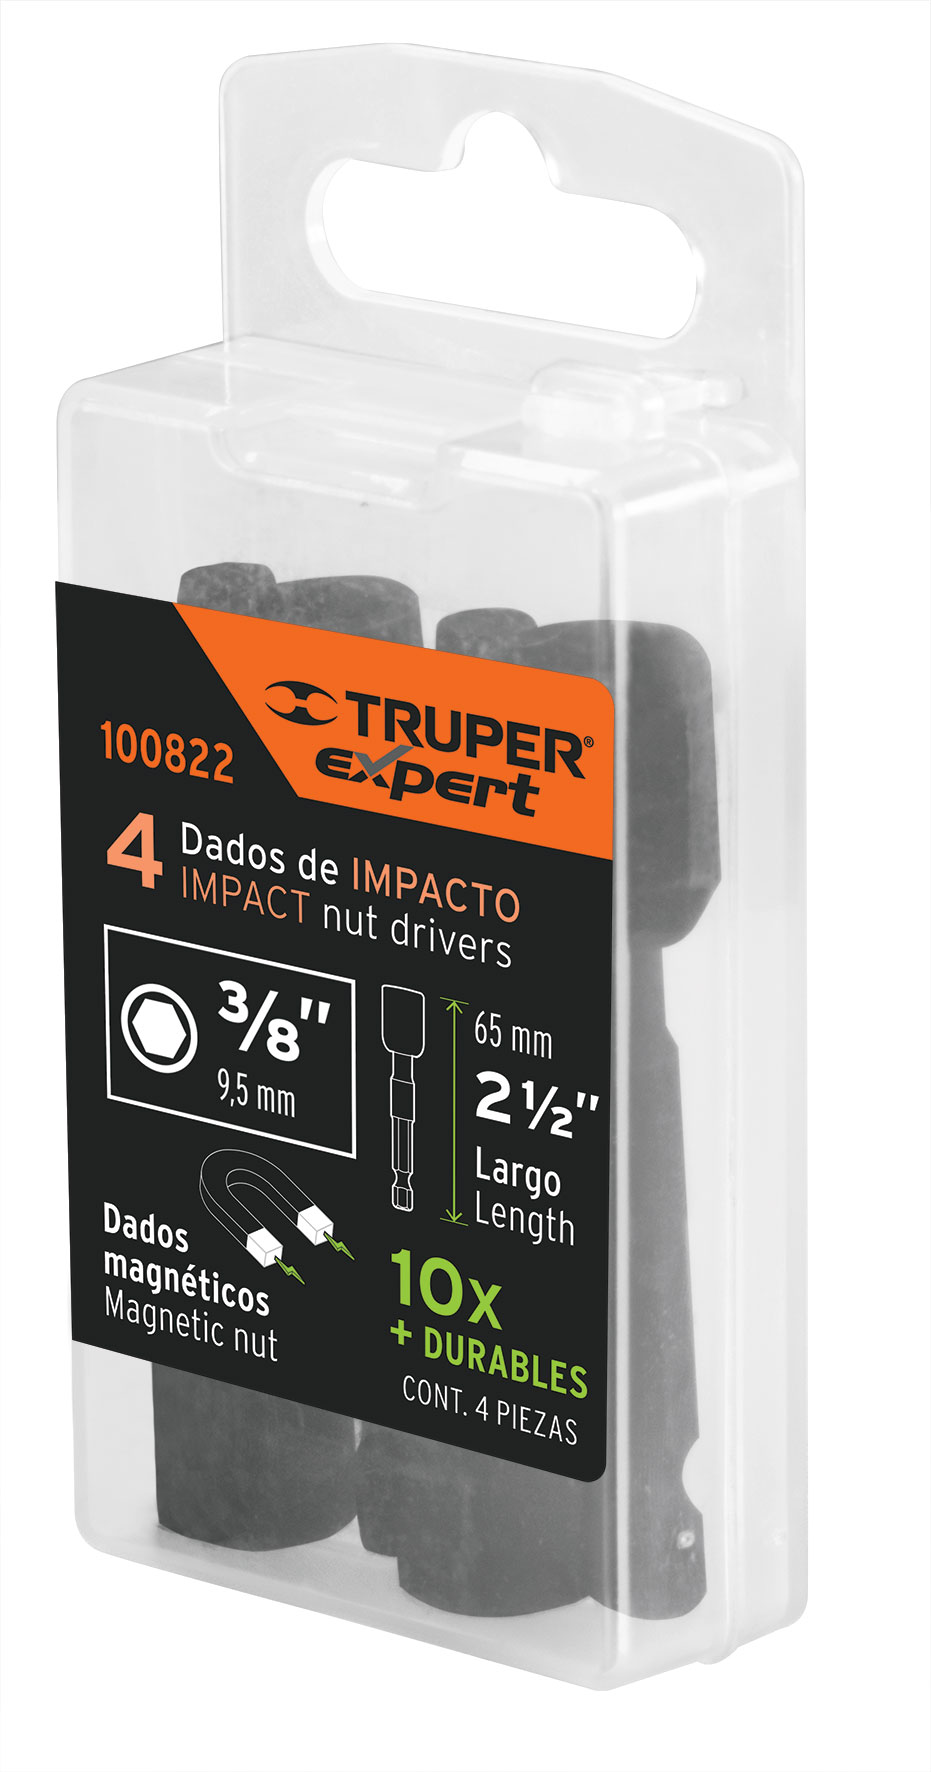 TRUPER®
expert
100822
4 Dados de IMPACTO
IMPACT nut drivers
3/8"
9,5 mm
65 mm
2 1/2"
Largo
Length
Dados
magnéticos
Magnetic nut
10x
+ DURABLES
CONT. 4 PIEZAS